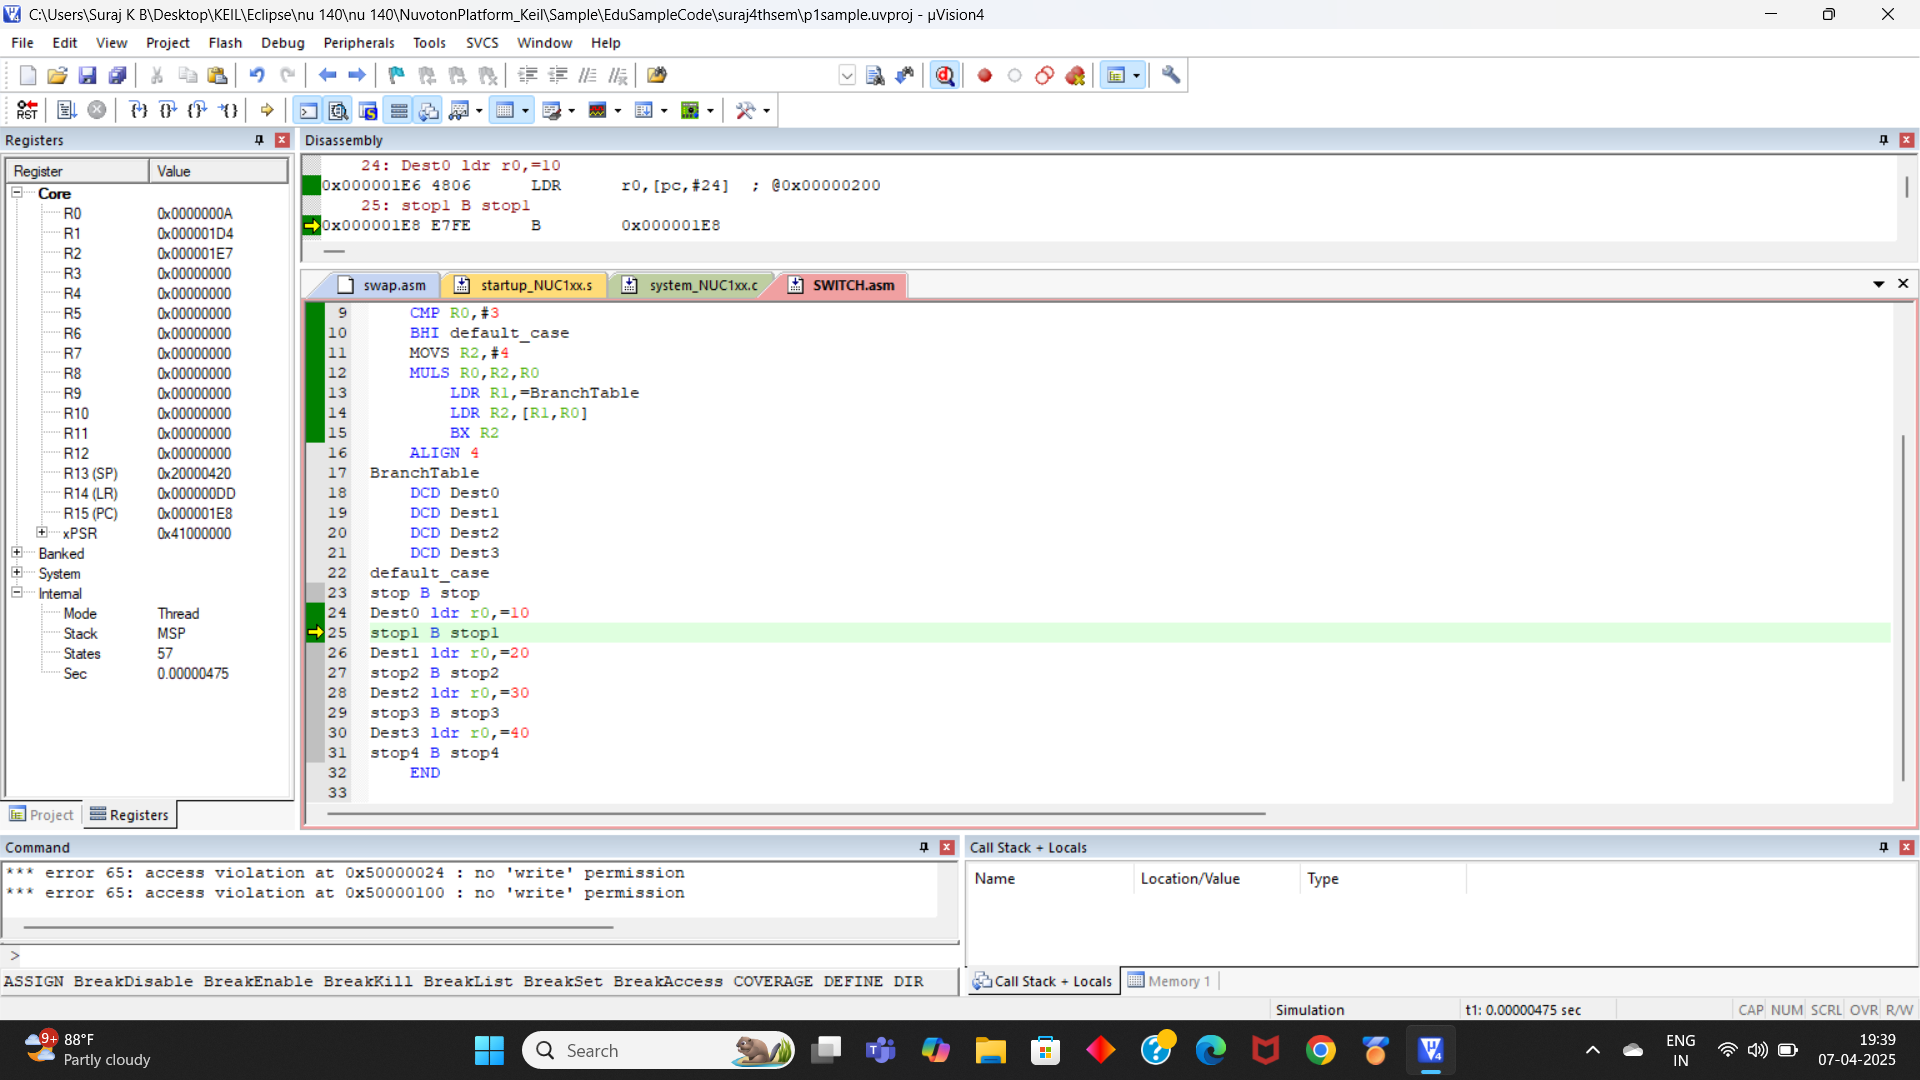 C:\Users\Suraj K B\Desktop\KEIL\Eclipse\nu 140\nu 140\NuvotonPlatform_Keil\Sample\EduSampleCode\suraj4thsem\p1sample.uvproj - µVision4
File Edit View Project Flash Debug Peripherals Tools SVCS Window Help
RST
Registers
Register Value
Core
R0 0x0000000A
R1 0x000001D4
R2 0x000001E7
R3 0x00000000
R4 0x00000000
R5 0x00000000
R6 0x00000000
R7 0x00000000
R8 0x00000000
R9 0x00000000
R10 0x00000000
R11 0x00000000
R12 0x00000000
R13 (SP) 0x20000420
R14 (LR) 0x000000DD
R15 (PC) 0x000001E8
xPSR 0x41000000
Banked
System
Internal
Mode Thread
Stack MSP
States 57
Sec 0.00000475
Project Registers
Disassembly
24: Dest0 ldr r0,=10
0x000001E6 4806 LDR r0,[pc,#24] ; @0x00000200
25: stop1 B stop1
0x000001E8 E7FE B 0x000001E8
swap.asm startup_NUC1xx.s system_NUC1xx.c SWITCH.asm
9 CMP R0,#3
10 BHI default_case
11 MOVS R2,#4
12 MULS R0,R2,R0
13 LDR R1,=BranchTable
14 LDR R2,[R1,R0]
15 BX R2
16 ALIGN 4
17 BranchTable
18 DCD Dest0
19 DCD Dest1
20 DCD Dest2
21 DCD Dest3
22 default_case
23 stop B stop
24 Dest0 ldr r0,=10
25 stop1 B stop1
26 Dest1 ldr r0,=20
27 stop2 B stop2
28 Dest2 ldr r0,=30
29 stop3 B stop3
30 Dest3 ldr r0,=40
31 stop4 B stop4
32 END
33
Command
*** error 65: access violation at 0x50000024 : no 'write' permission
*** error 65: access violation at 0x50000100 : no 'write' permission
>
ASSIGN BreakDisable BreakEnable BreakKill BreakList BreakSet BreakAccess COVERAGE DEFINE DIR
Call Stack + Locals
Name Location/Value Type
Call Stack + Locals Memory 1
Simulation t1: 0.00000475 sec CAP NUM SCRL OVR R/W
9+ 88°F
Partly cloudy
Search
ENG
IN
19:39
07-04-2025